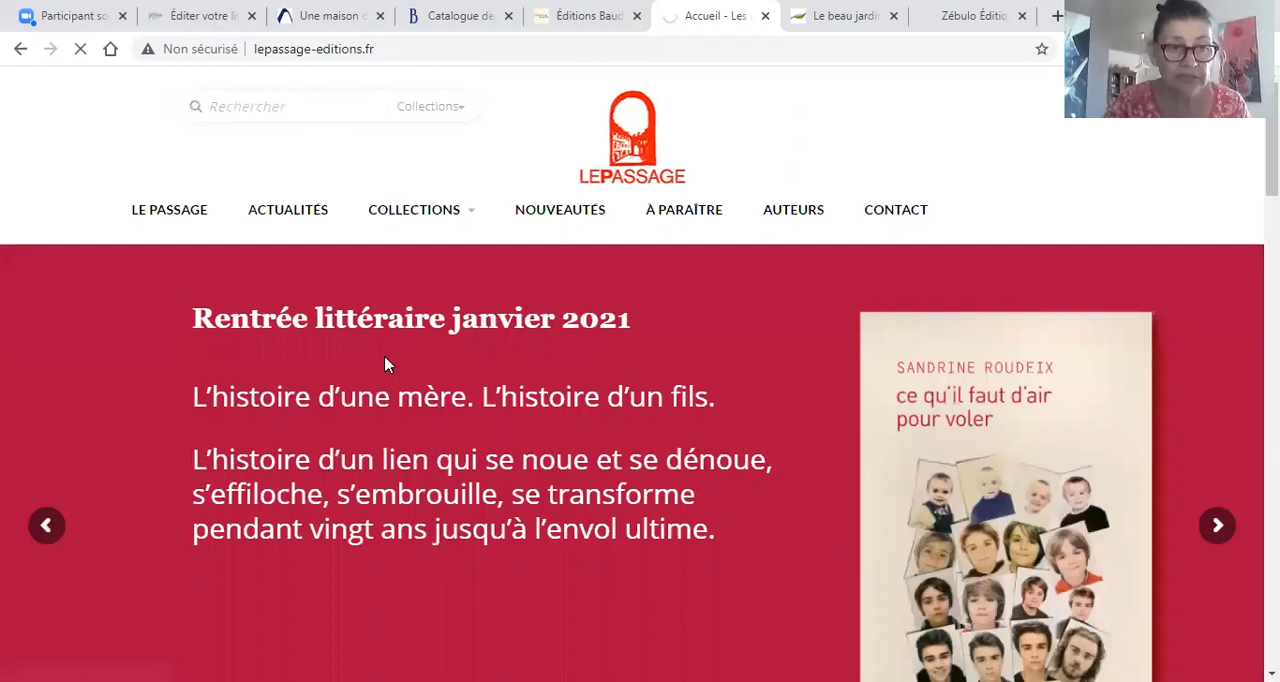 Participant so
Éditer votre li
Une maison d
Catalogue de
Éditions Baud
Accueil - Les
Le beau jardi
Zébulo Éditio
Non sécurisé
lepassage-editions.fr
Rechercher
Collections
LEPASSAGE
LE PASSAGE
ACTUALITÉS
COLLECTIONS
NOUVEAUTÉS
À PARAÎTRE
AUTEURS
CONTACT
Rentrée littéraire janvier 2021
L'histoire d'une mère. L'histoire d'un fils.
L'histoire d'un lien qui se noue et se dénoue,
s'effiloche, s'embrouille, se transforme
pendant vingt ans jusqu'à l'envol ultime.
SANDRINE ROUDEIX
ce qu'il faut d'air
pour voler